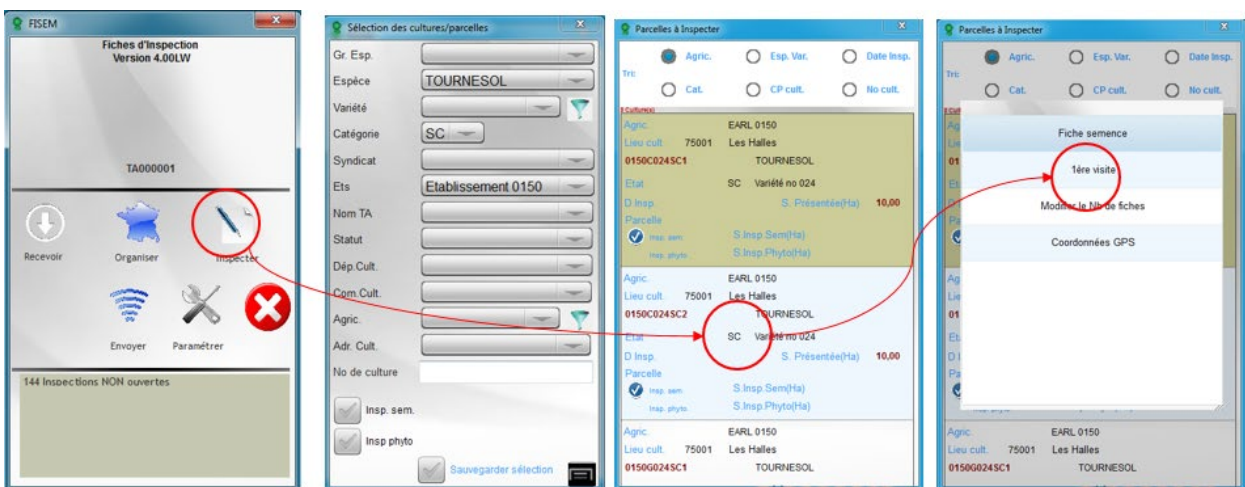 FISEM
Fiches d'Inspection
Version 4.00LW
TA000001
Recevoir
Organiser
Inspecter
Envoyer
Paramétrer
144 Inspections NON ouvertes
Sélection des cultures/parcelles
Gr. Esp.
Espèce TOURNESOL
Variété
Catégorie SC
Syndicat
Ets Etablissement 0150
Nom TA
Statut
Dép.Cult.
Com.Cult.
Agric.
Adr. Cult.
No de culture
Insp. sem.
Insp phyto
Sauvegarder sélection
Parcelles à Inspecter
Agric. Esp. Var. Date Insp.
Tri:
Cat. CP cult. No cult.
Agric. EARL 0150
Lieu cult 75001 Les Halles
0150C024SC1 TOURNESOL
Etat SC Variété no 024
D Insp. S. Présentée(Ha) 10,00
Parcelle
Insp. sem. S.Insp.Sem(Ha)
Insp. phyto. S.Insp.Phyto(Ha)
Agric. EARL 0150
Lieu cult. 75001 Les Halles
0150C024SC2 TOURNESOL
Etat SC Variété no 024
D Insp. S. Présentée(Ha) 10,00
Parcelle
Insp. sem. S.Insp.Sem(Ha)
Insp. phyto. S.Insp.Phyto(Ha)
Agric. EARL 0150
Lieu cult. 75001 Les Halles
0150G024SC1 TOURNESOL
Parcelles à Inspecter
Agric. Esp. Var. Date Insp.
Tri:
Cat. CP cult. No cult.
Fiche semence
1ère visite
Modifier le Nb de fiches
Coordonnées GPS
Agric. EARL 0150
Lieu cult. 75001 Les Halles
0150G024SC1 TOURNESOL